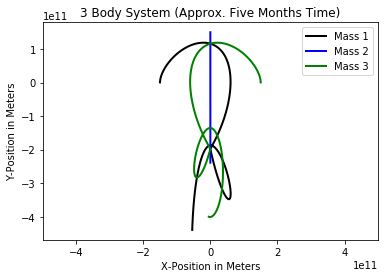 3 Body System (Approx. Five Months Time)
1e11
Mass 1
Mass 2
Mass 3
Y-Position in Meters
1
0
−1
−2
−3
−4
−4
−2
0
2
4
1e11
X-Position in Meters